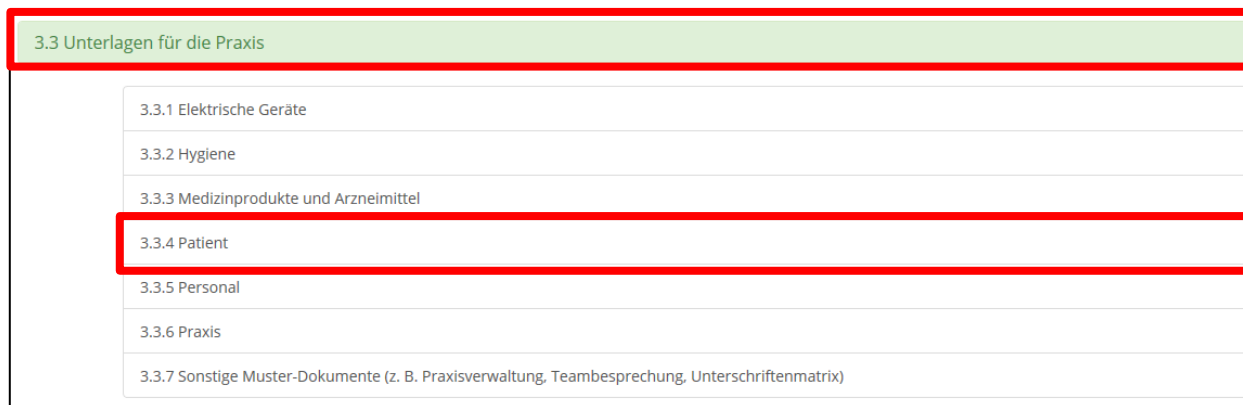 3.3 Unterlagen für die Praxis
3.3.1 Elektrische Geräte
3.3.2 Hygiene
3.3.3 Medizinprodukte und Arzneimittel
3.3.4 Patient
3.3.5 Personal
3.3.6 Praxis
3.3.7 Sonstige Muster-Dokumente (z. B. Praxisverwaltung, Teambesprechung, Unterschriftenmatrix)